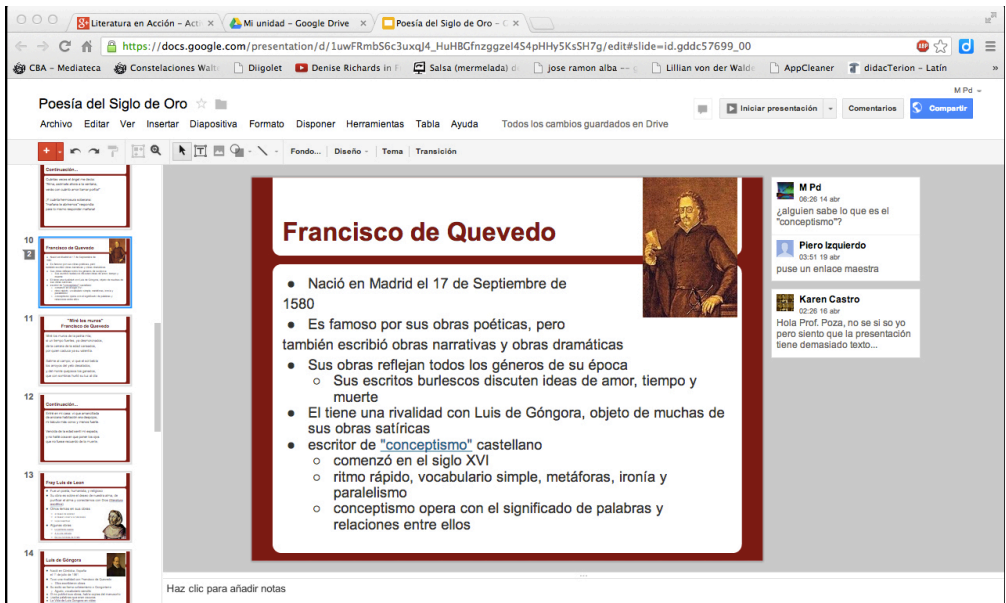 Literatura en Acción – Acti
Mi unidad – Google Drive
Poesía del Siglo de Oro – G
https://docs.google.com/presentation/d/1uwFRmbS6c3uxqJ4_HuHBGfnzggzel4S4pHHy5KsSH7g/edit#slide=id.gddc57699_00
CBA – Mediateca
Constelaciones Walte
Diigolet
Denise Richards in F
Salsa (mermelada) d
jose ramon alba --
Lillian von der Walde
AppCleaner
didacTerion – Latín
»
M Pd
Poesía del Siglo de Oro
Archivo Editar Ver Insertar Diapositiva Formato Disponer Herramientas Tabla Ayuda Todos los cambios guardados en Drive
Iniciar presentación
Comentarios
Compartir
Fondo... Diseño Tema Transición
Continuación...
10
2
Francisco de Quevedo
11
"Miré los muros"
Francisco de Quevedo
12
Continuación...
13
Fray Luis de Leon
14
Luis de Góngora
Francisco de Quevedo
● Nació en Madrid el 17 de Septiembre de
1580
● Es famoso por sus obras poéticas, pero
también escribió obras narrativas y obras dramáticas
● Sus obras reflejan todos los géneros de su época
○ Sus escritos burlescos discuten ideas de amor, tiempo y
muerte
● El tiene una rivalidad con Luis de Góngora, objeto de muchas de
sus obras satíricas
● escritor de "conceptismo" castellano
○ comenzó en el siglo XVI
○ ritmo rápido, vocabulario simple, metáforas, ironía y
paralelismo
○ conceptismo opera con el significado de palabras y
relaciones entre ellos
M Pd
06:26 14 abr
¿alguien sabe lo que es el
"conceptismo"?
Piero Izquierdo
03:51 19 abr
puse un enlace maestra
Karen Castro
02:26 16 abr
Hola Prof. Poza, no se si so yo
pero siento que la presentación
tiene demasiado texto...
Haz clic para añadir notas